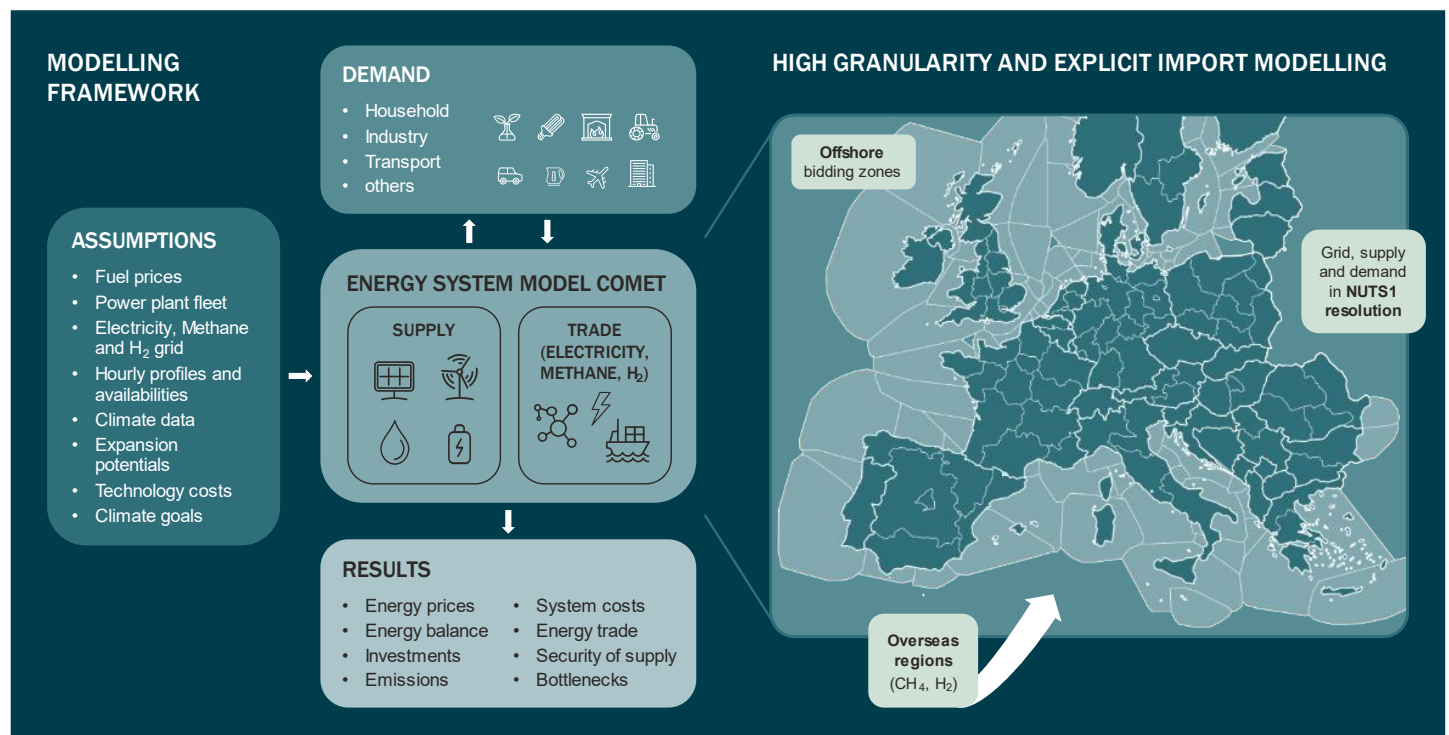 MODELLING
FRAMEWORK
DEMAND
• Household
• Industry
• Transport
• others
ASSUMPTIONS
• Fuel prices
• Power plant fleet
• Electricity, Methane
and H₂ grid
• Hourly profiles and
availabilities
• Climate data
• Expansion
potentials
• Technology costs
• Climate goals
ENERGY SYSTEM MODEL COMET
SUPPLY
TRADE
(ELECTRICITY,
METHANE, H₂)
RESULTS
• Energy prices
• Energy balance
• Investments
• Emissions
• System costs
• Energy trade
• Security of supply
• Bottlenecks
HIGH GRANULARITY AND EXPLICIT IMPORT MODELLING
Offshore
bidding zones
Grid, supply
and demand
in NUTS1
resolution
Overseas
regions
(CH₄, H₂)